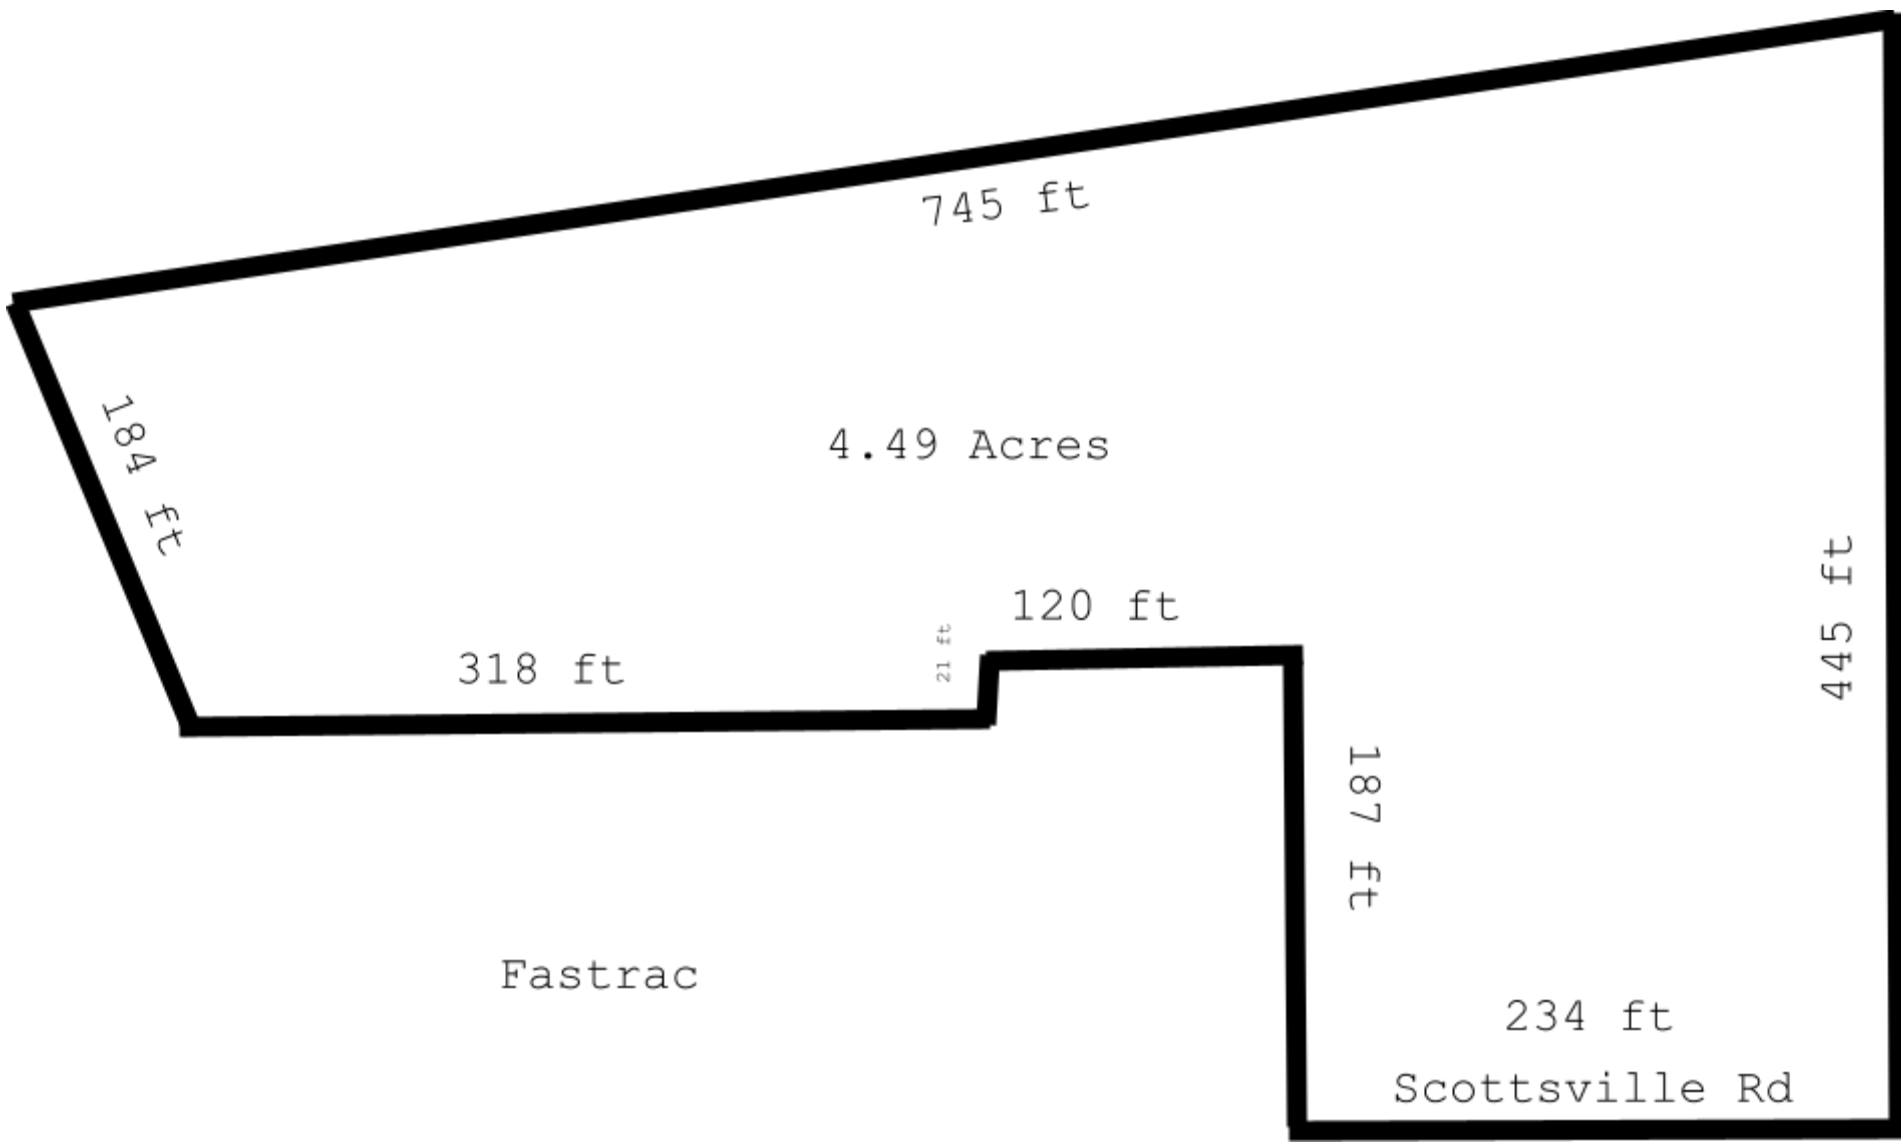 745 ft
184 ft
4.49 Acres
120 ft
21 ft
318 ft
445 ft
187 ft
Fastrac
234 ft
Scottsville Rd